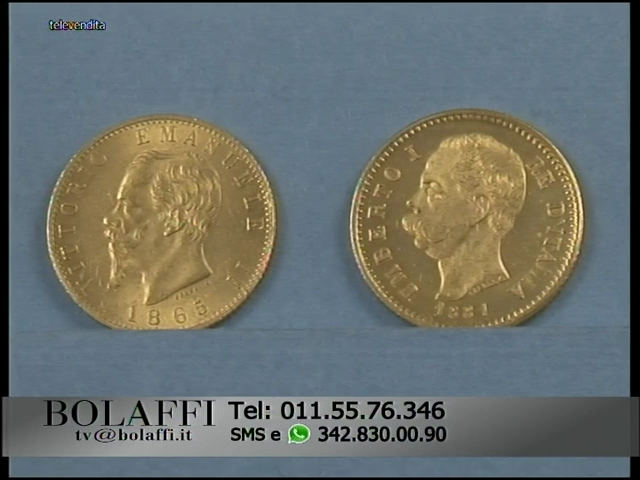 televendita
VITTORIO EMANUELE II
1865
UMBERTO I RE D'ITALIA
1881
BOLAFFI
tv@bolaffi.it
Tel: 011.55.76.346
SMS e 342.830.00.90